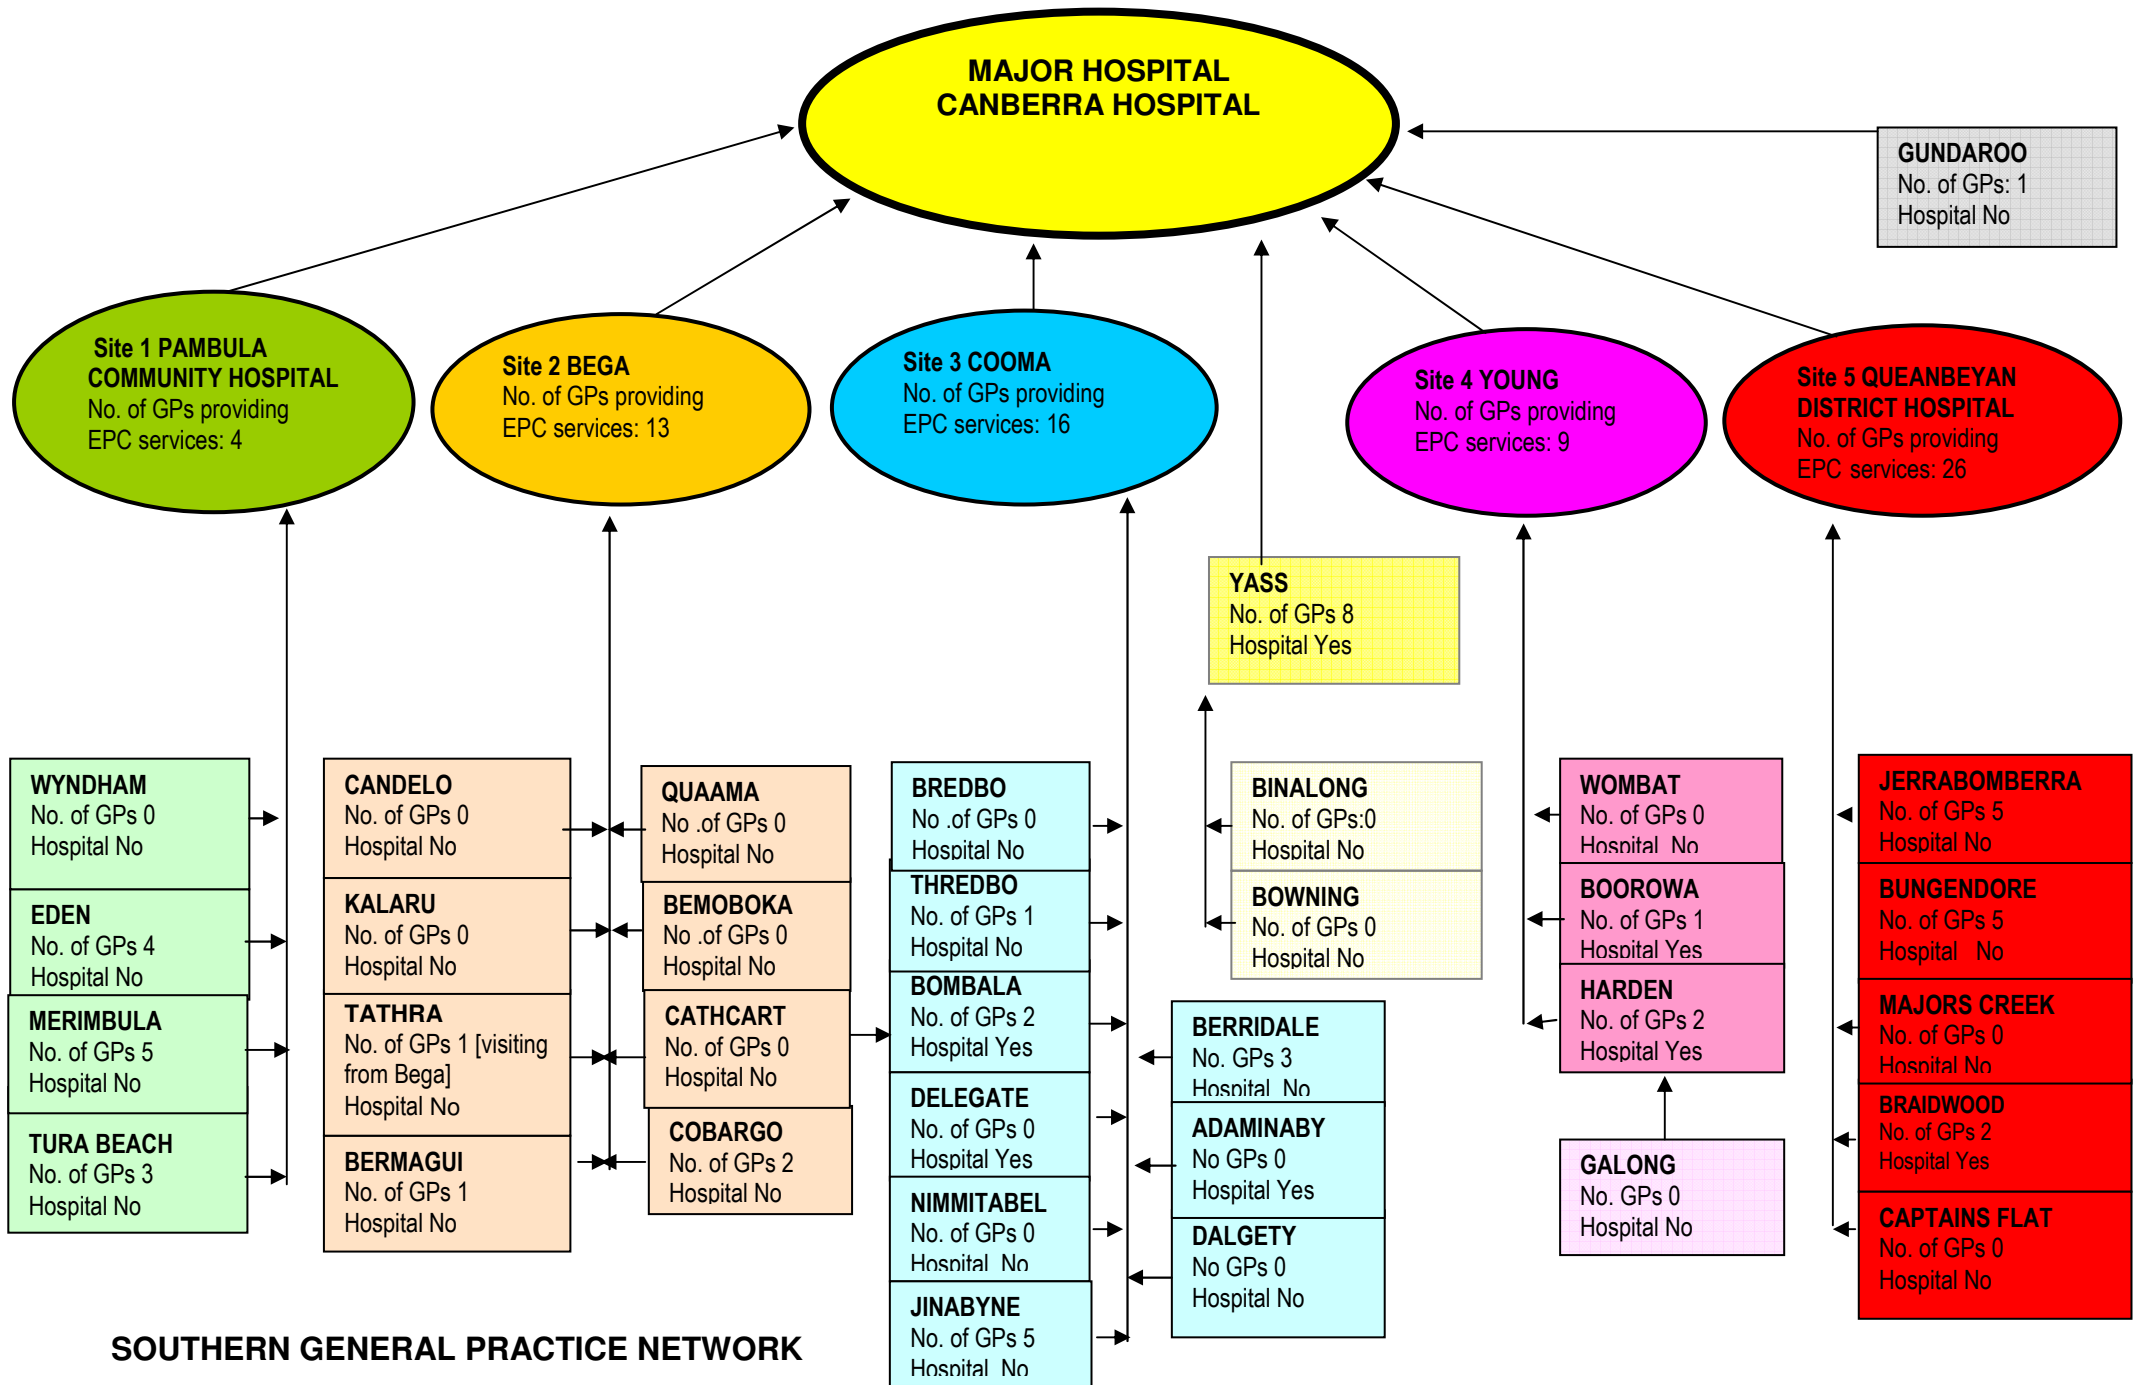 MAJOR HOSPITAL
CANBERRA HOSPITAL
GUNDAROO
No. of GPs: 1
Hospital No
Site 1 PAMBULA
COMMUNITY HOSPITAL
No. of GPs providing
EPC services: 4
Site 2 BEGA
No. of GPs providing
EPC services: 13
Site 3 COOMA
No. of GPs providing
EPC services: 16
Site 4 YOUNG
No. of GPs providing
EPC services: 9
Site 5 QUEANBEYAN
DISTRICT HOSPITAL
No. of GPs providing
EPC services: 26
YASS
No. of GPs 8
Hospital Yes
WYNDHAM
No. of GPs 0
Hospital No
EDEN
No. of GPs 4
Hospital No
MERIMBULA
No. of GPs 5
Hospital No
TURA BEACH
No. of GPs 3
Hospital No
CANDELO
No. of GPs 0
Hospital No
KALARU
No. of GPs 0
Hospital No
TATHRA
No. of GPs 1 [visiting
from Bega]
Hospital No
BERMAGUI
No. of GPs 1
Hospital No
QUAAMA
No .of GPs 0
Hospital No
BEMOBOKA
No .of GPs 0
Hospital No
CATHCART
No. of GPs 0
Hospital No
COBARGO
No. of GPs 2
Hospital No
BREDBO
No .of GPs 0
Hospital No
THREDBO
No. of GPs 1
Hospital No
BOMBALA
No. of GPs 2
Hospital Yes
DELEGATE
No. of GPs 0
Hospital Yes
NIMMITABEL
No. of GPs 0
Hospital No
JINABYNE
No. of GPs 5
Hospital No
BERRIDALE
No. GPs 3
Hospital No
ADAMINABY
No GPs 0
Hospital Yes
DALGETY
No GPs 0
Hospital No
BINALONG
No. of GPs:0
Hospital No
BOWNING
No. of GPs 0
Hospital No
WOMBAT
No. of GPs 0
Hospital No
BOOROWA
No. of GPs 1
Hospital Yes
HARDEN
No. of GPs 2
Hospital Yes
GALONG
No. GPs 0
Hospital No
JERRABOMBERRA
No. of GPs 5
Hospital No
BUNGENDORE
No. of GPs 5
Hospital No
MAJORS CREEK
No. of GPs 0
Hospital No
BRAIDWOOD
No. of GPs 2
Hospital Yes
CAPTAINS FLAT
No. of GPs 0
Hospital No
SOUTHERN GENERAL PRACTICE NETWORK